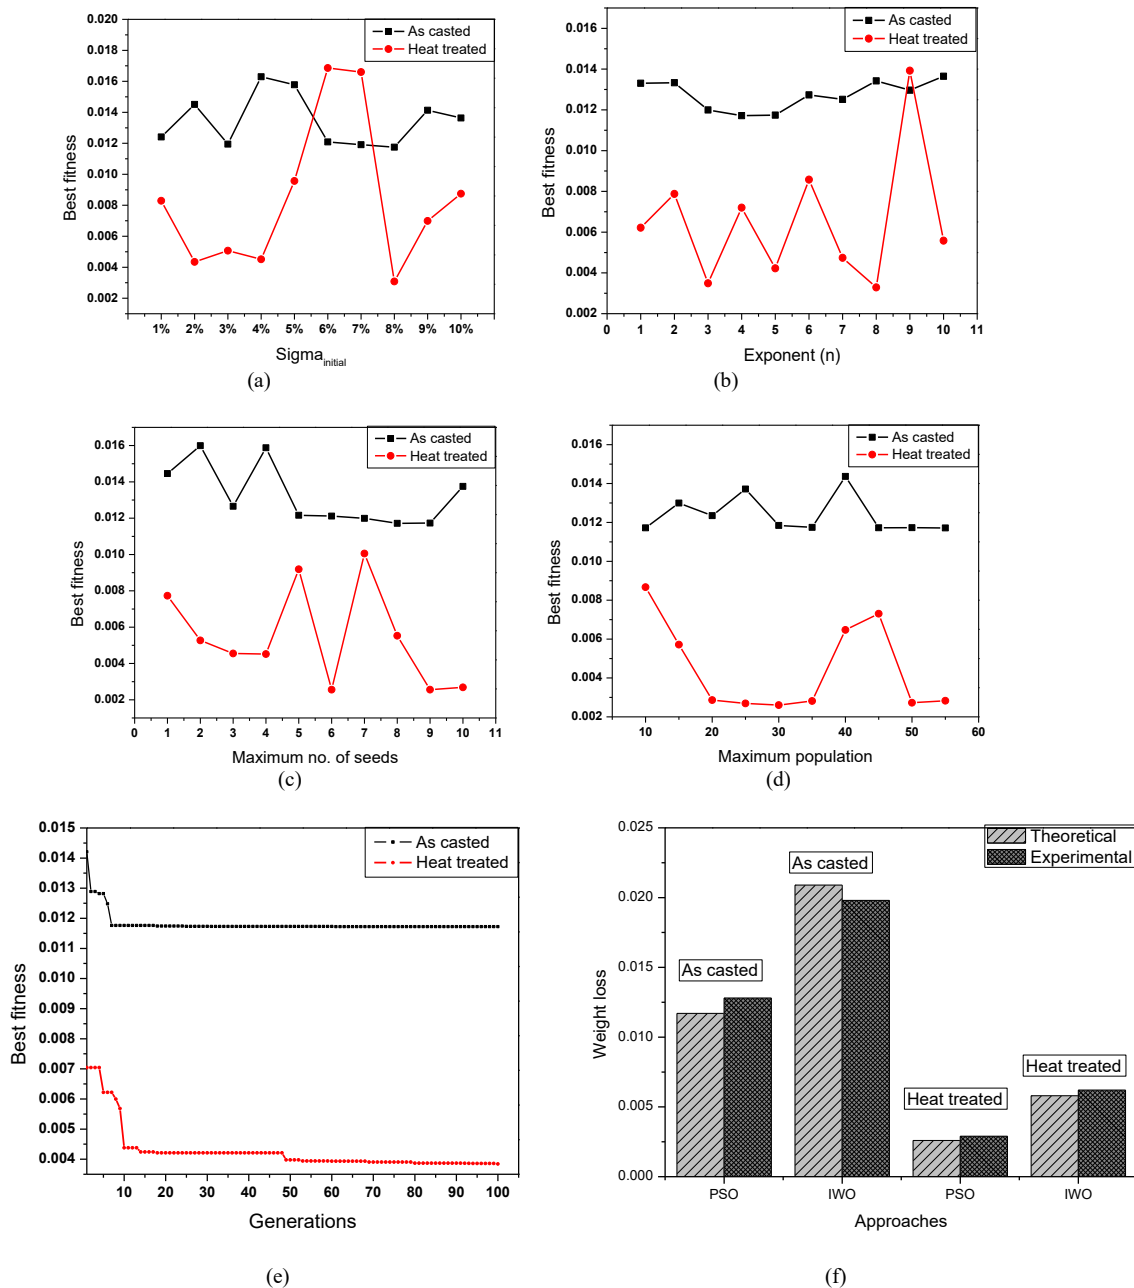 0.020
0.018
0.016
0.014
0.012
0.010
0.008
0.006
0.004
0.002
Best fitness
As casted
Heat treated
1% 2% 3% 4% 5% 6% 7% 8% 9% 10%
Sigma initial
(a)
0.016
0.014
0.012
0.010
0.008
0.006
0.004
0.002
Best fitness
As casted
Heat treated
0 1 2 3 4 5 6 7 8 9 10 11
Exponent (n)
(b)
0.016
0.014
0.012
0.010
0.008
0.006
0.004
0.002
Best fitness
As casted
Heat treated
0 1 2 3 4 5 6 7 8 9 10 11
Maximum no. of seeds
(c)
0.016
0.014
0.012
0.010
0.008
0.006
0.004
0.002
Best fitness
As casted
Heat treated
10 20 30 40 50 60
Maximum population
(d)
0.015
0.014
0.013
0.012
0.011
0.010
0.009
0.008
0.007
0.006
0.005
0.004
Best fitness
As casted
Heat treated
10 20 30 40 50 60 70 80 90 100
Generations
(e)
0.025
0.020
0.015
0.010
0.005
0.000
Weight loss
Theoretical
Experimental
As casted
As casted
Heat treated
Heat treated
PSO IWO PSO IWO
Approaches
(f)